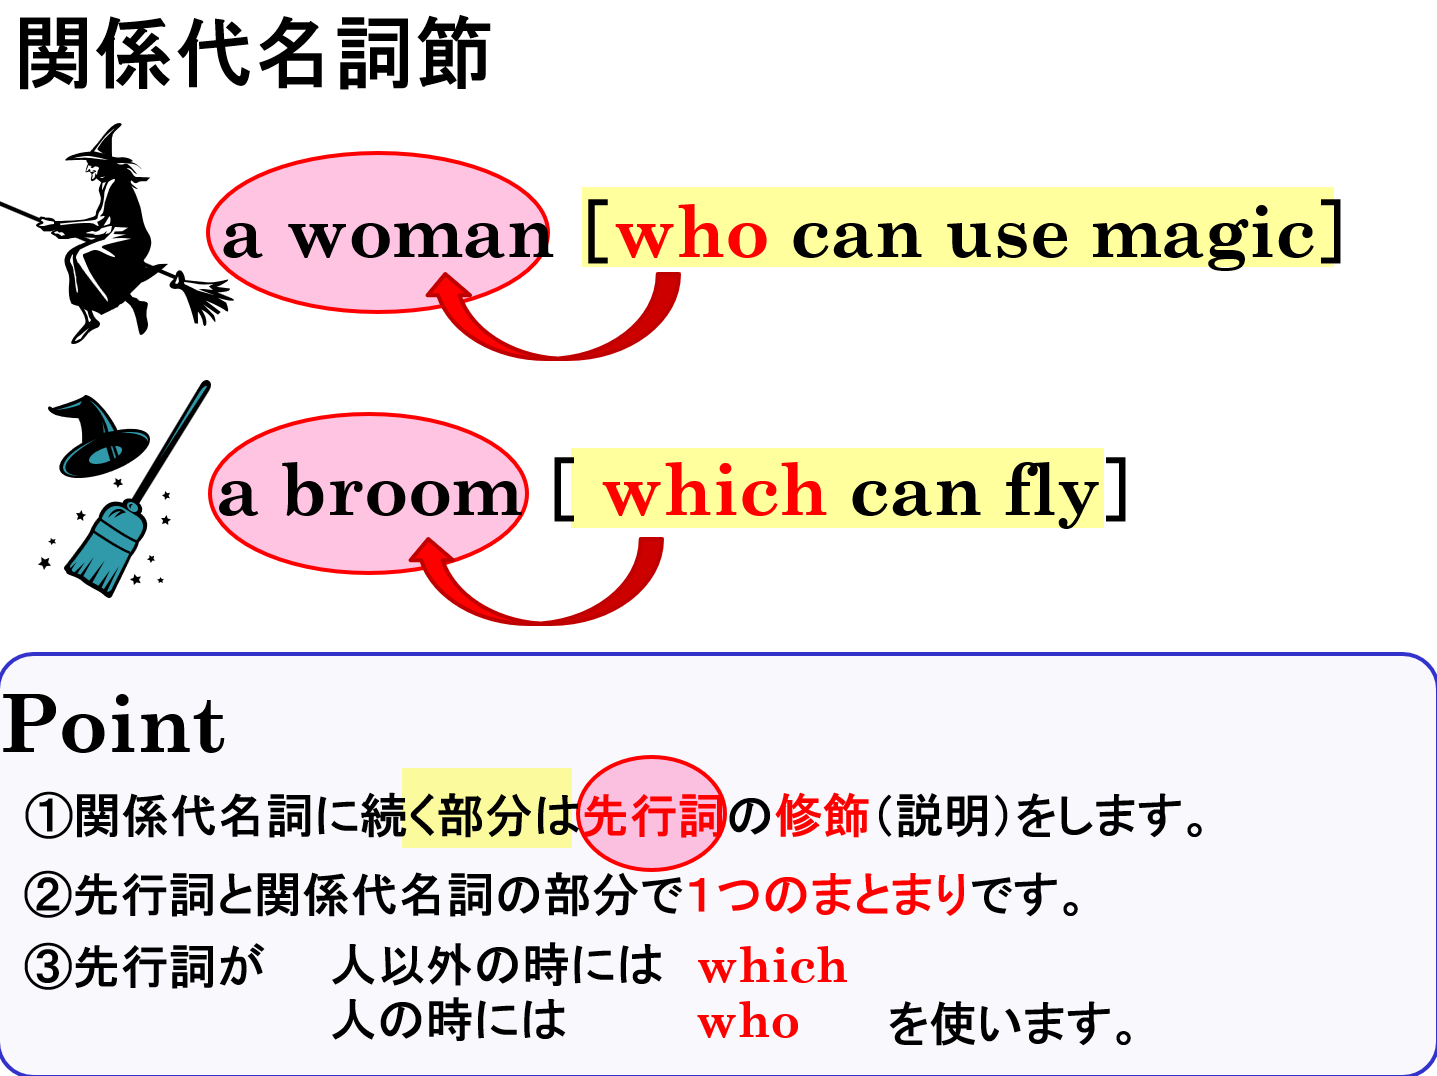 関係代名詞節
a woman [who can use magic]
a broom [ which can fly]
Point
①関係代名詞に続く部分は先行詞の修飾（説明）をします。
②先行詞と関係代名詞の部分で１つのまとまりです。
③先行詞が 人以外の時には which
人の時には who を使います。